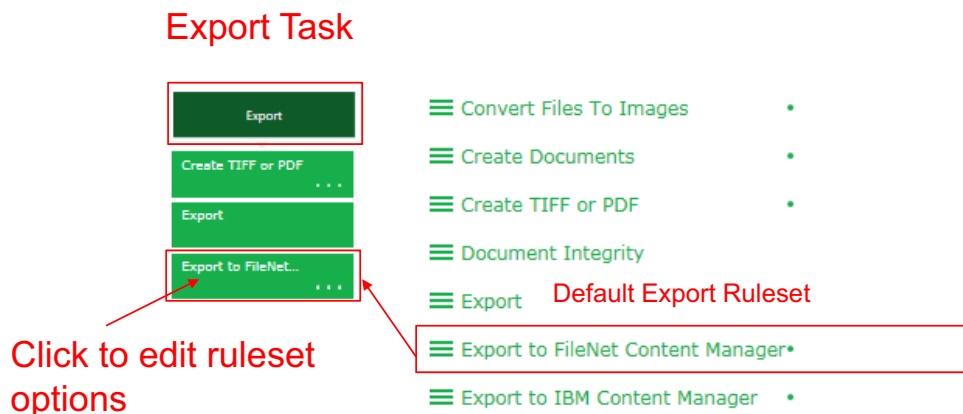 Export Task
Export
Create TIFF or PDF
...
Export
Export to FileNet...
...
Click to edit ruleset
options
Convert Files To Images •
Create Documents •
Create TIFF or PDF •
Document Integrity
Export
Default Export Ruleset
Export to FileNet Content Manager•
Export to IBM Content Manager •